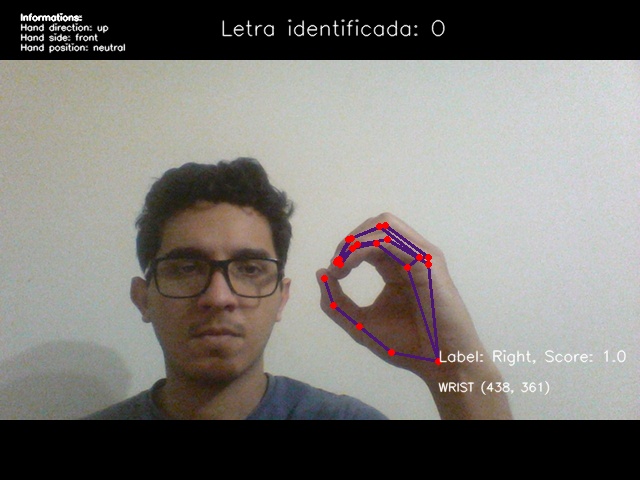 Informations:
Hand direction: up
Hand side: front
Hand position: neutral
Letra identificada: O
Label: Right, Score: 1.0
WRIST (438, 361)